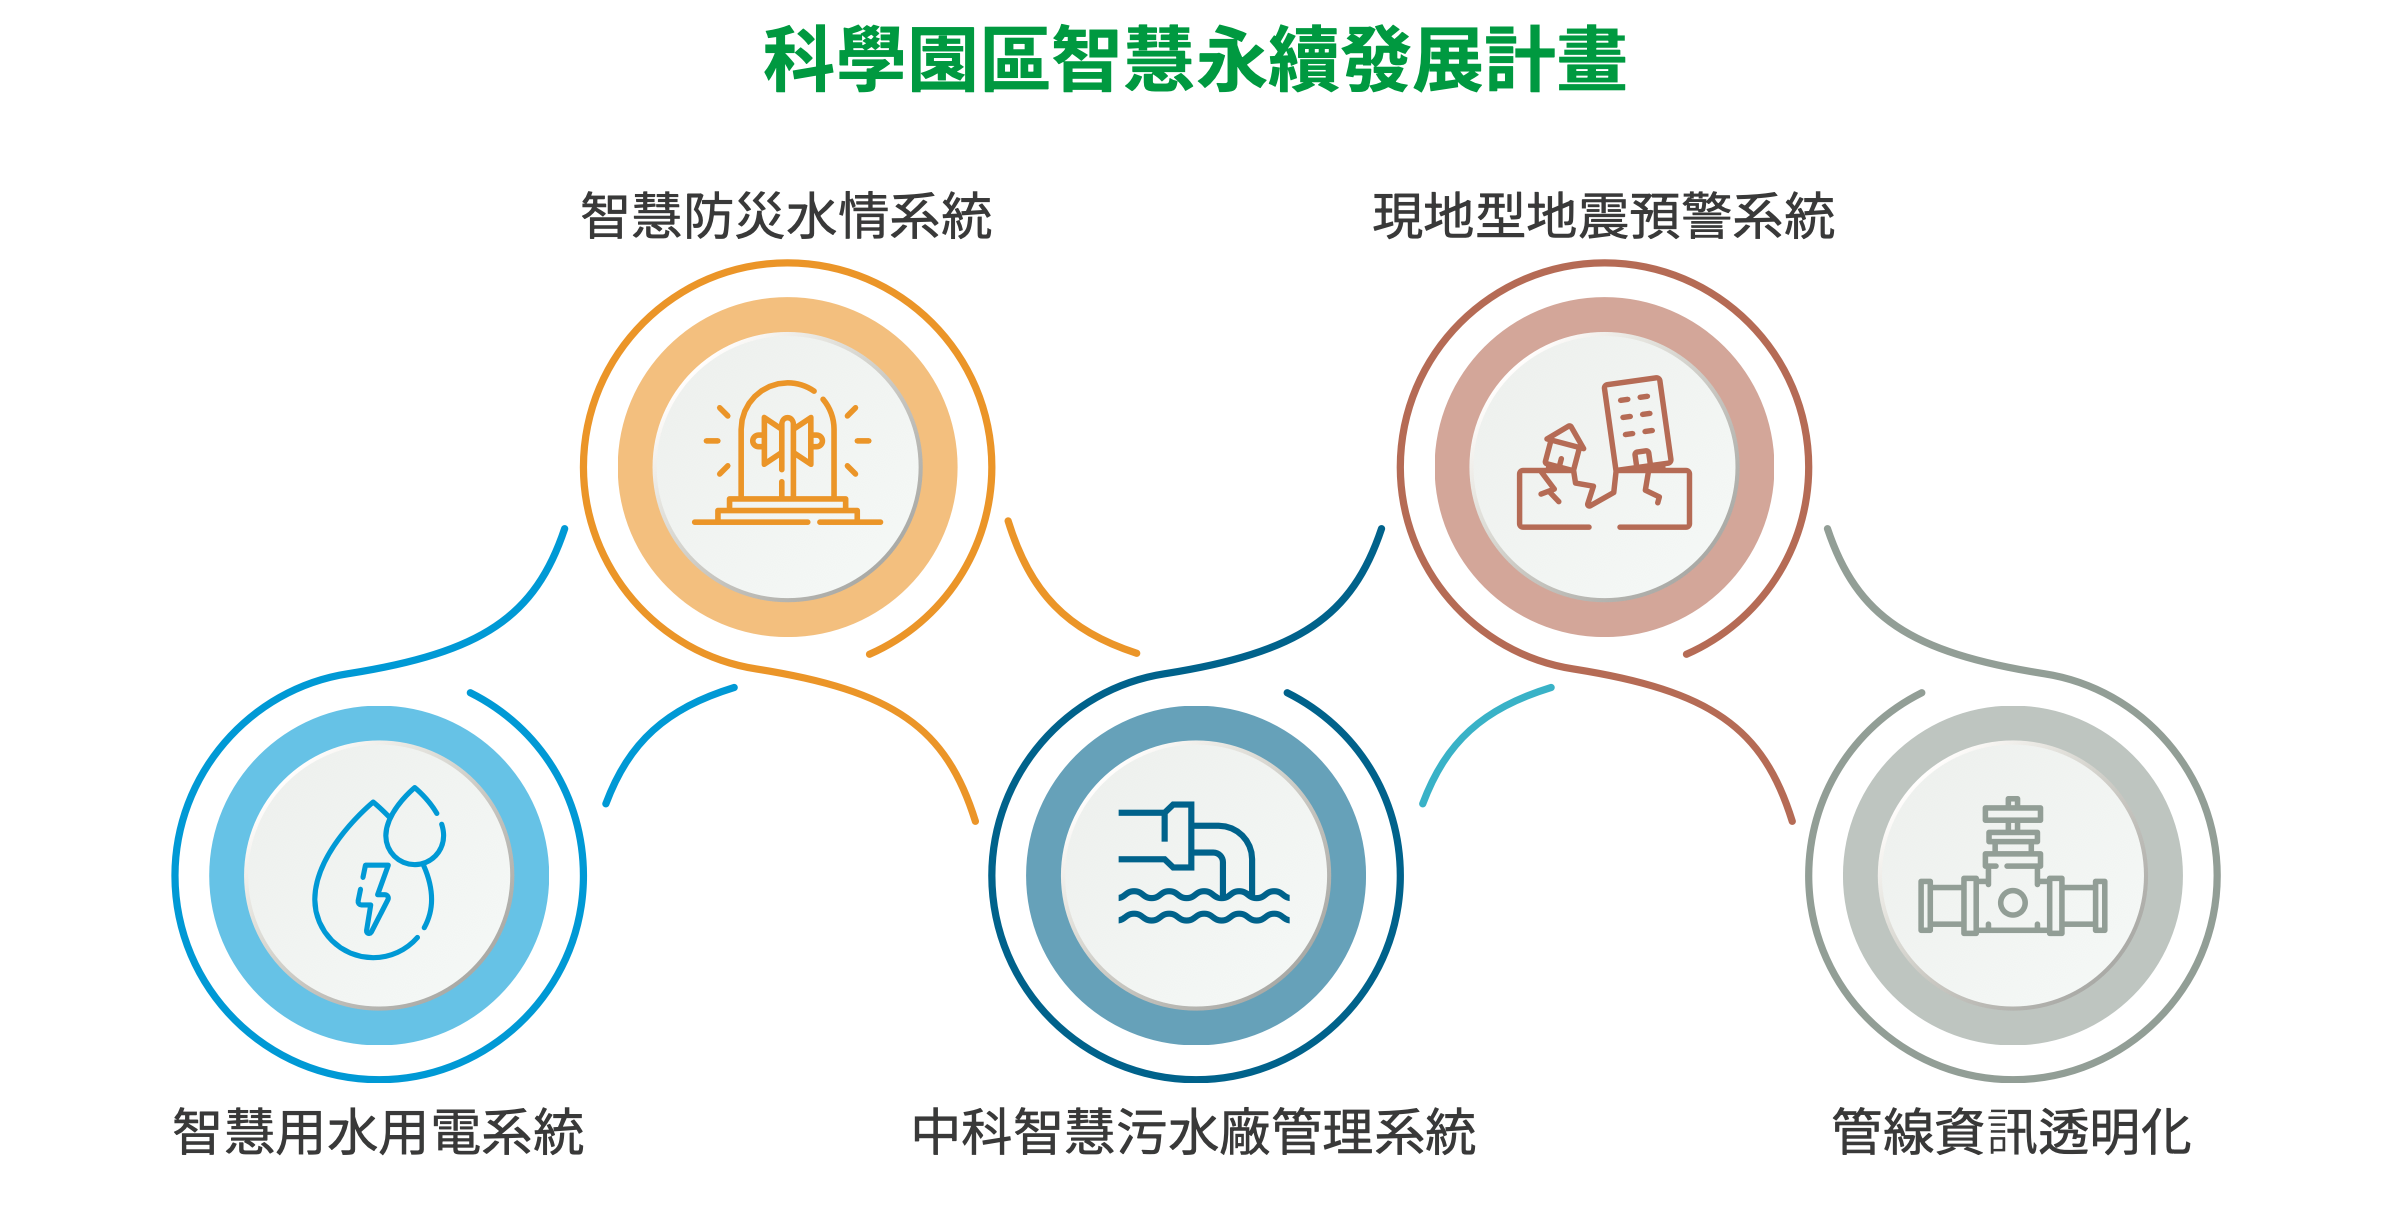 科學園區智慧永續發展計畫
智慧防災水情系統
現地型地震預警系統
智慧用水用電系統
中科智慧污水廠管理系統
管線資訊透明化